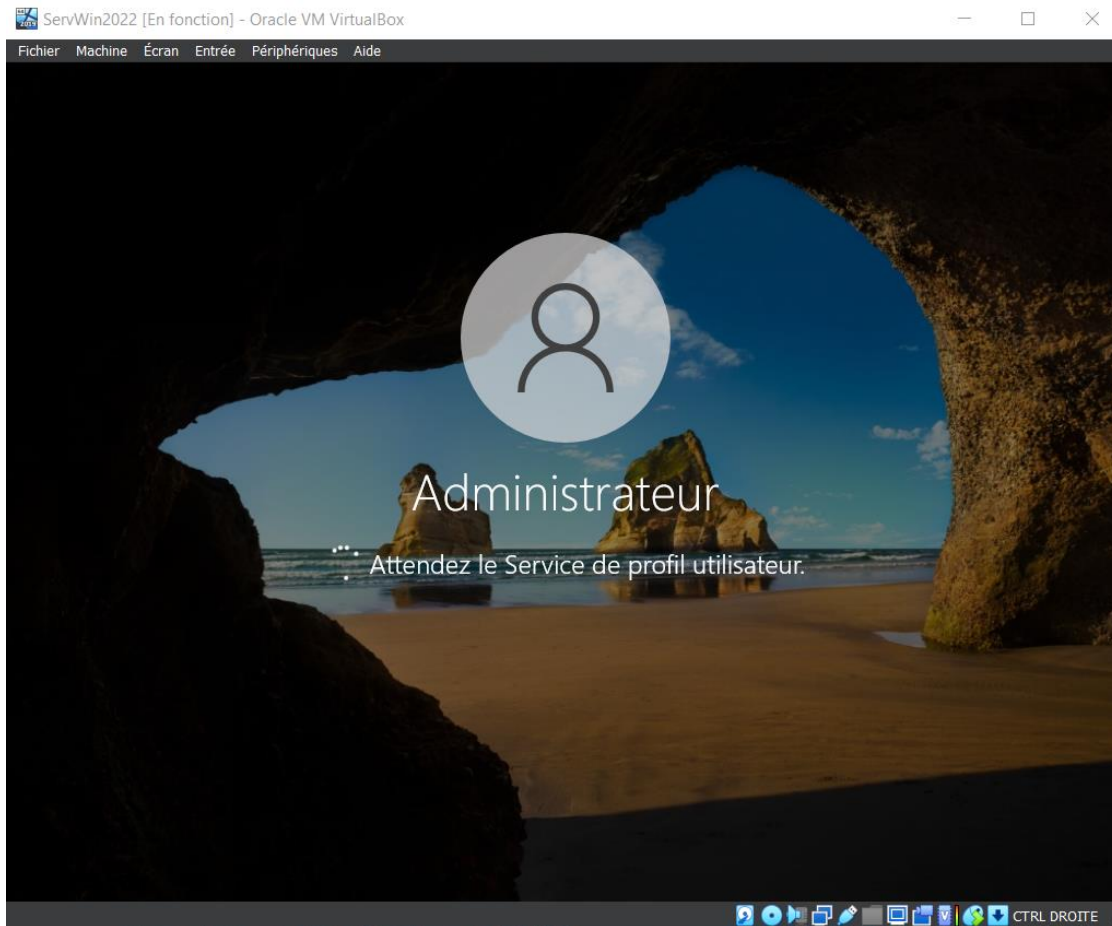 ServWin2022 [En fonction] - Oracle VM VirtualBox
Fichier Machine Écran Entrée Périphériques Aide
Administrateur
Attendez le Service de profil utilisateur.
CTRL DROITE